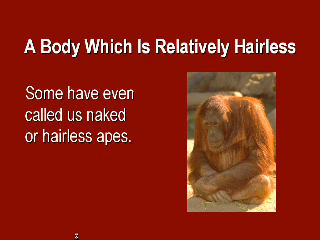 A Body Which Is Relatively Hairless
Some have even
called us naked
or hairless apes.